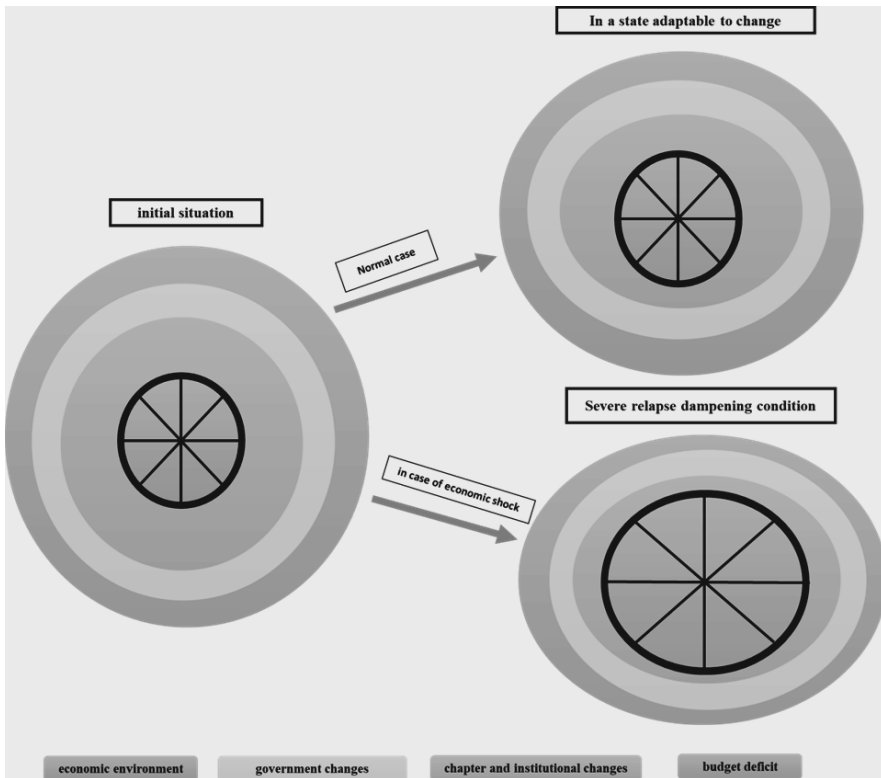 In a state adaptable to change
initial situation
Normal case
Severe relapse dampening condition
in case of economic shock
economic environment
government changes
chapter and institutional changes
budget deficit